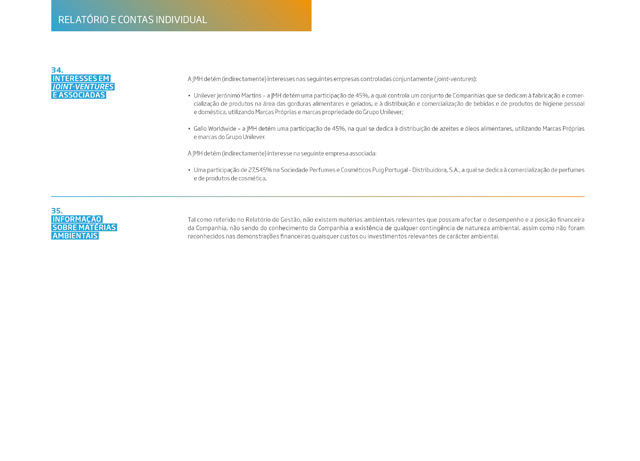 RELATÓRIO E CONTAS INDIVIDUAL
34.
INTERESSES EM
JOINT-VENTURES
E ASSOCIADAS
A JMH detém (indirectamente) interesses nas seguintes empresas controladas conjuntamente (joint-ventures):
• Unilever Jerónimo Martins – a JMH detém uma participação de 45%, a qual controla um conjunto de Companhias que se dedicam à fabricação e comer-
cialização de produtos na área das gorduras alimentares e gelados, e à distribuição e comercialização de bebidas e de produtos de higiene pessoal
e doméstica, utilizando Marcas Próprias e marcas propriedade do Grupo Unilever;
• Gallo Worldwide – a JMH detém uma participação de 45%, na qual se dedica à distribuição de azeites e óleos alimentares, utilizando Marcas Próprias
e marcas do Grupo Unilever.
A JMH detém (indirectamente) interesse na seguinte empresa associada:
• Uma participação de 27,545% na Sociedade Perfumes e Cosméticos Puig Portugal - Distribuidora, S.A., a qual se dedica à comercialização de perfumes
e de produtos de cosmética.
35.
INFORMAÇÃO
SOBRE MATÉRIAS
AMBIENTAIS
Tal como referido no Relatório de Gestão, não existem matérias ambientais relevantes que possam afectar o desempenho e a posição financeira
da Companhia, não sendo do conhecimento da Companhia a existência de qualquer contingência de natureza ambiental, assim como não foram
reconhecidos nas demonstrações financeiras quaisquer custos ou investimentos relevantes de carácter ambiental.